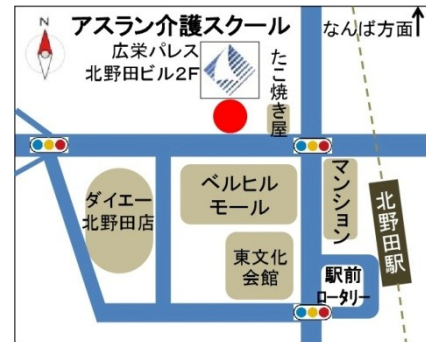 N
アスラン介護スクール
広栄パレス
北野田ビル2F
たこ焼き屋
なんば方面
ダイエー
北野田店
ベルヒル
モール
マンション
北野田駅
東文化
会館
駅前
ロータリー